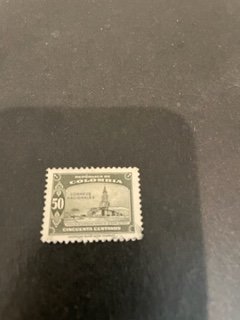 REPUBLICA DE
COLOMBIA
50
CORREOS
NACIONALES
CINCUENTA CENTAVOS